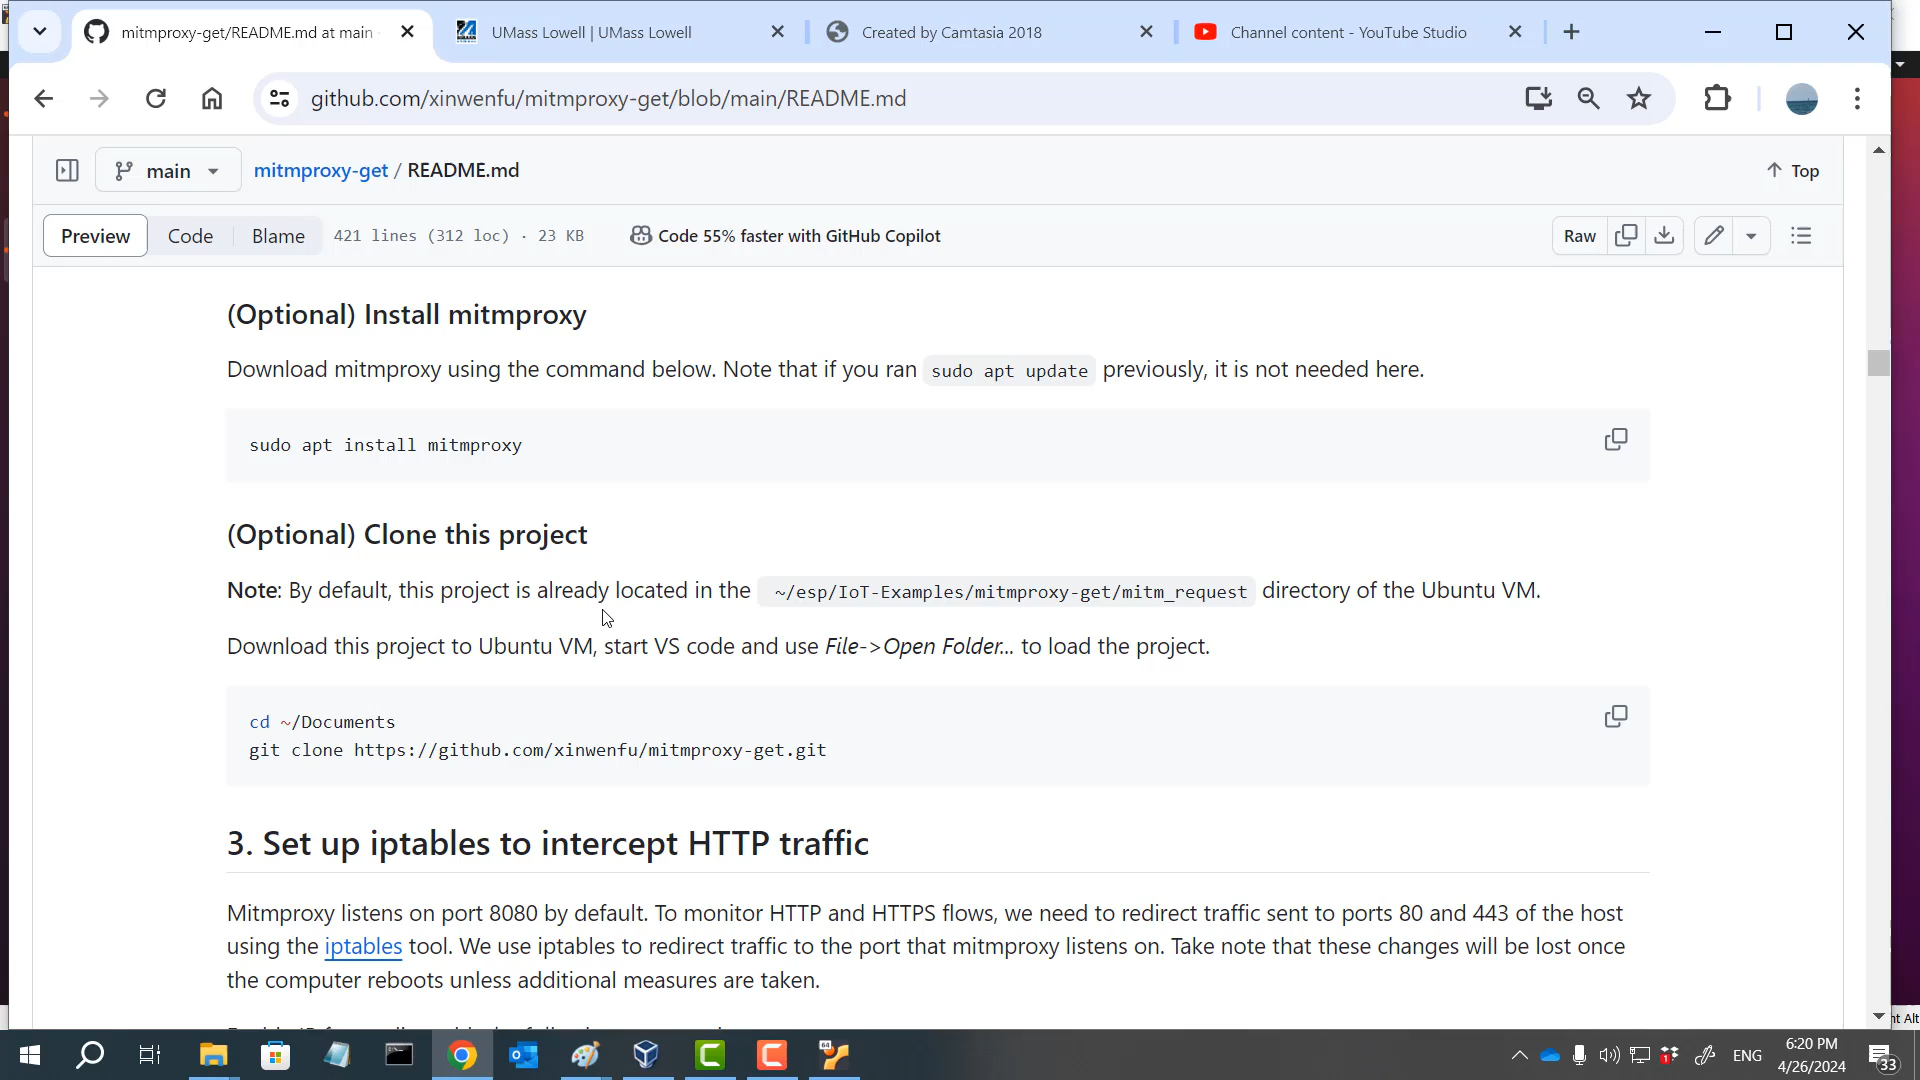 mitmproxy-get/README.md at main
UMass Lowell | UMass Lowell
Created by Camtasia 2018
Channel content - YouTube Studio
github.com/xinwenfu/mitmproxy-get/blob/main/README.md
main
mitmproxy-get / README.md
Top
Preview
Code
Blame
421 lines (312 loc) · 23 KB
Code 55% faster with GitHub Copilot
Raw
(Optional) Install mitmproxy
Download mitmproxy using the command below. Note that if you ran sudo apt update previously, it is not needed here.
sudo apt install mitmproxy
(Optional) Clone this project
Note: By default, this project is already located in the ~/esp/IoT-Examples/mitmproxy-get/mitm_request directory of the Ubuntu VM.
Download this project to Ubuntu VM, start VS code and use File->Open Folder... to load the project.
cd ~/Documents
git clone https://github.com/xinwenfu/mitmproxy-get.git
3. Set up iptables to intercept HTTP traffic
Mitmproxy listens on port 8080 by default. To monitor HTTP and HTTPS flows, we need to redirect traffic sent to ports 80 and 443 of the host
using the iptables tool. We use iptables to redirect traffic to the port that mitmproxy listens on. Take note that these changes will be lost once
the computer reboots unless additional measures are taken.
nt Alt
ENG
6:20 PM
4/26/2024
33